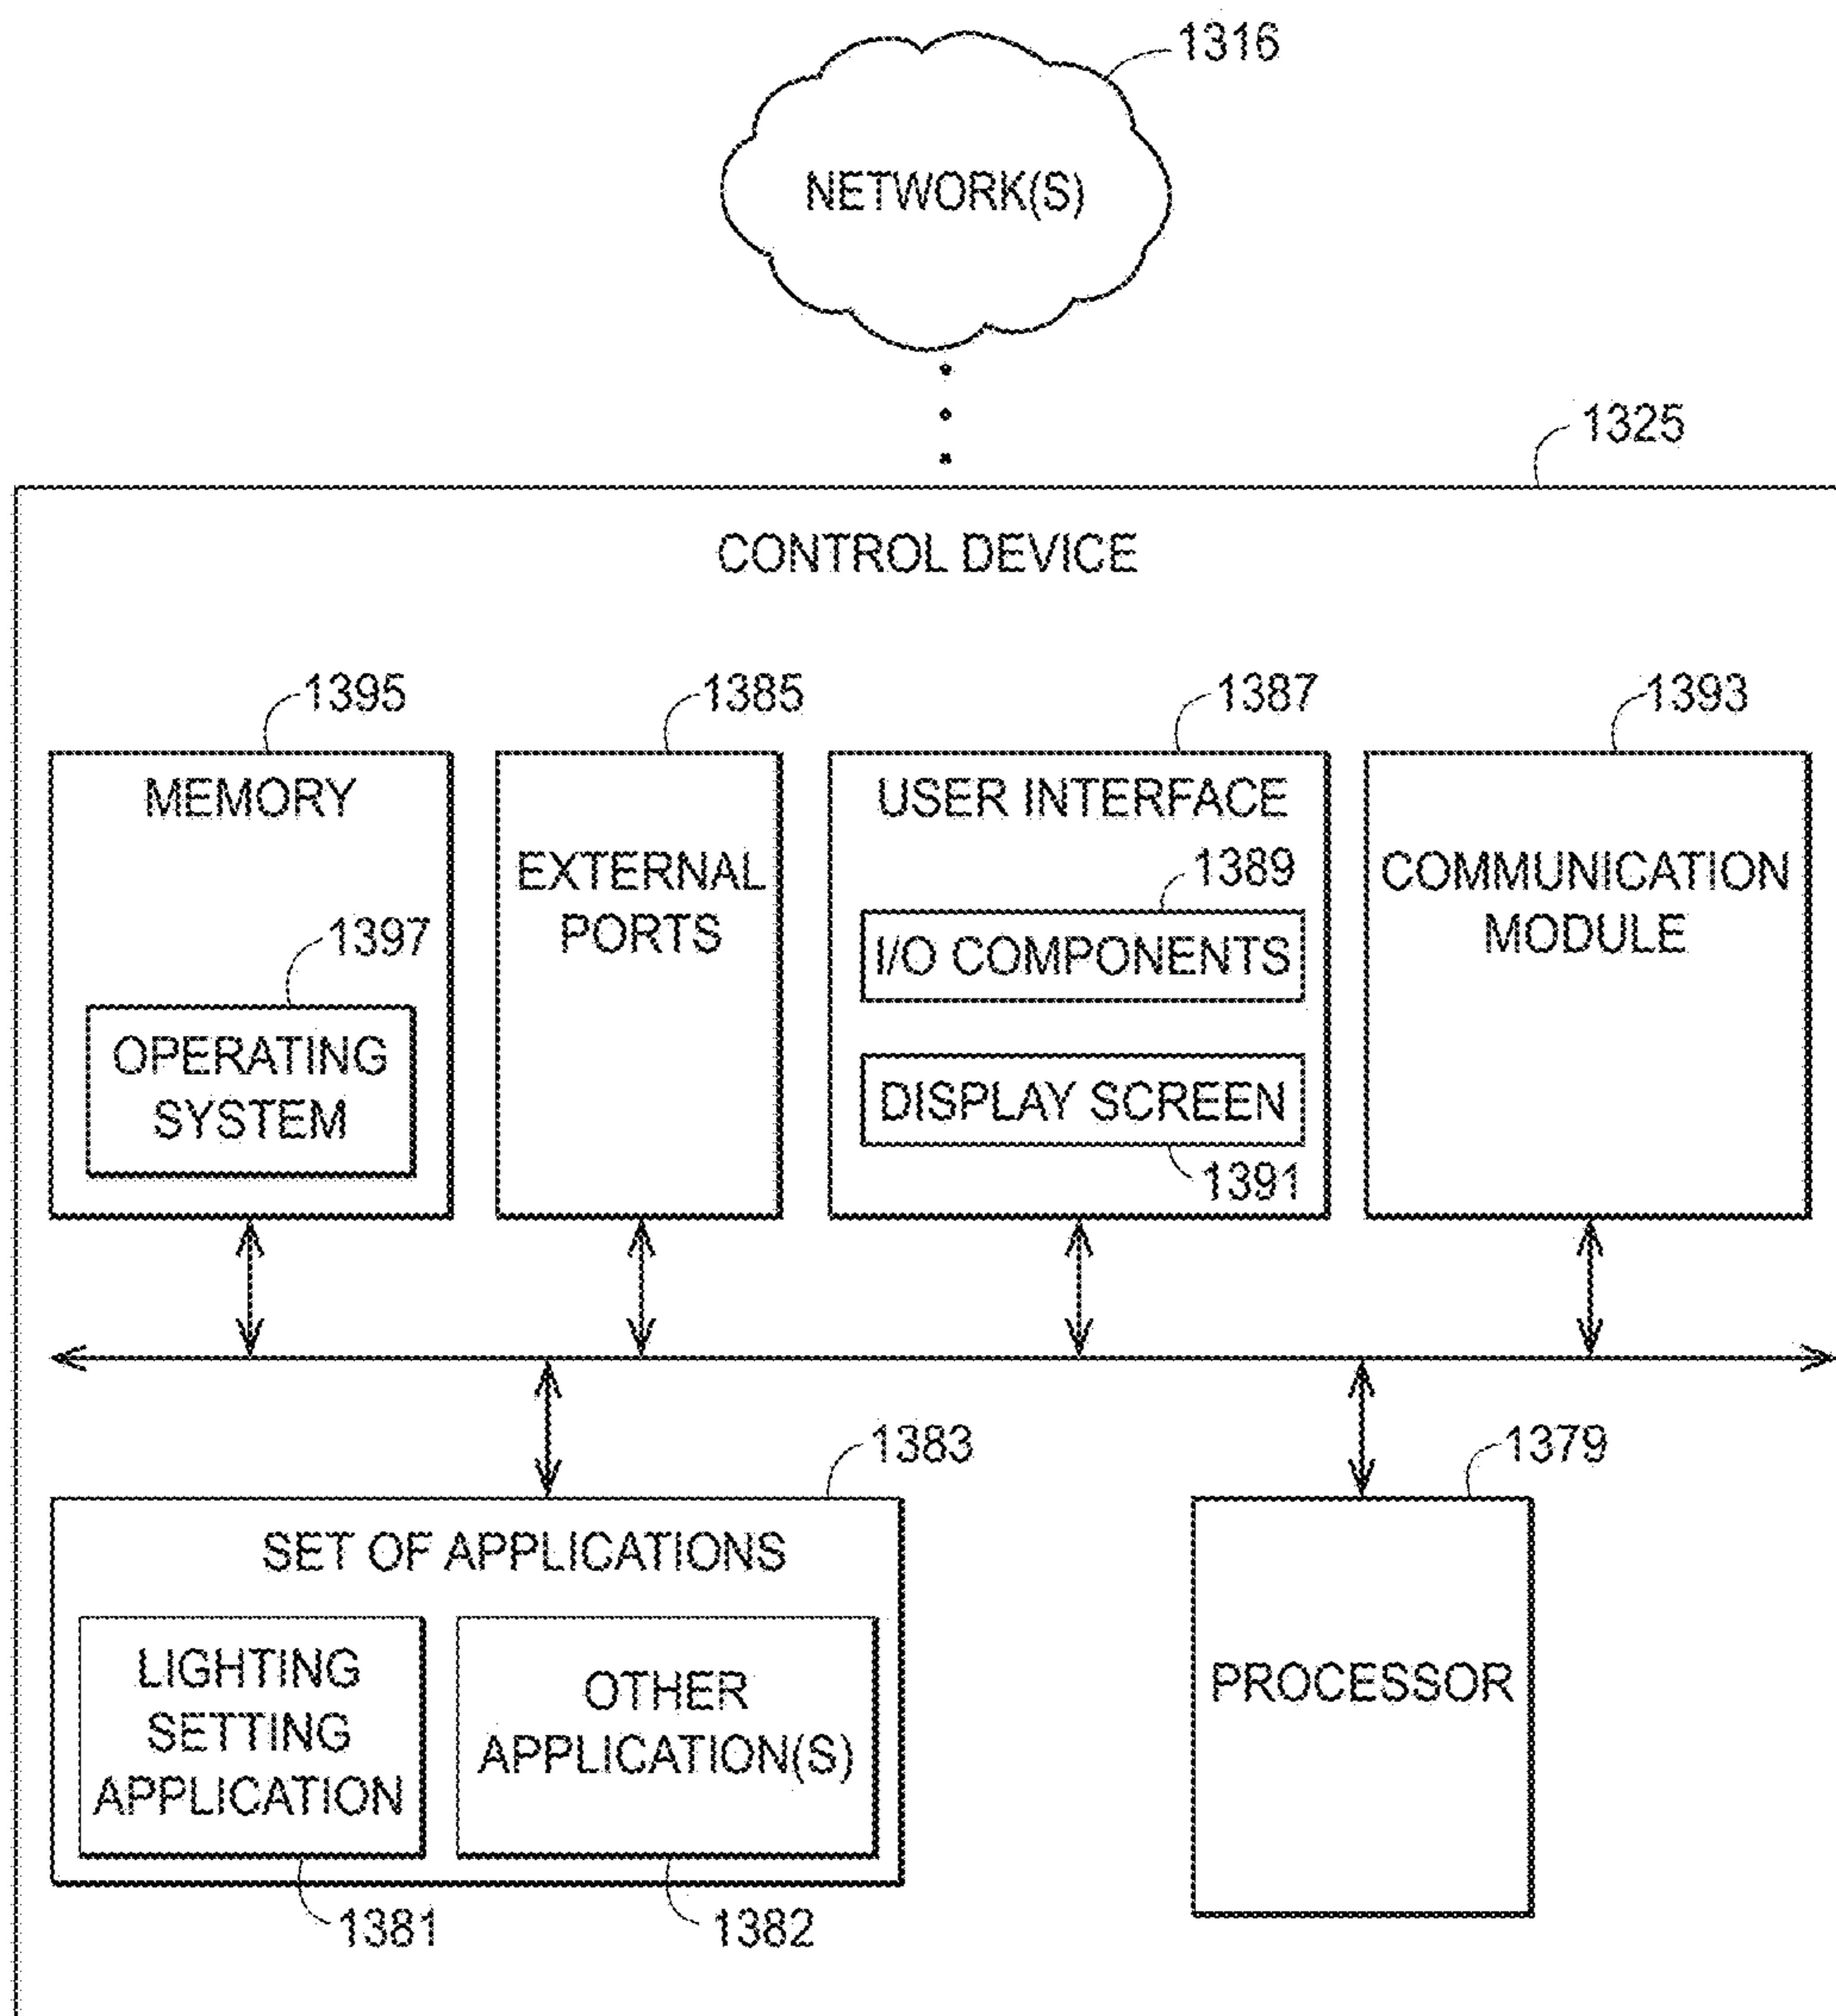 1316
NETWORK(S)
1325
CONTROL DEVICE
1395
1385
1387
1393
MEMORY
1397
OPERATING
SYSTEM
EXTERNAL
PORTS
USER INTERFACE
1389
I/O COMPONENTS
DISPLAY SCREEN
1391
COMMUNICATION
MODULE
1383
1379
SET OF APPLICATIONS
LIGHTING
SETTING
APPLICATION
OTHER
APPLICATION(S)
1381
1382
PROCESSOR